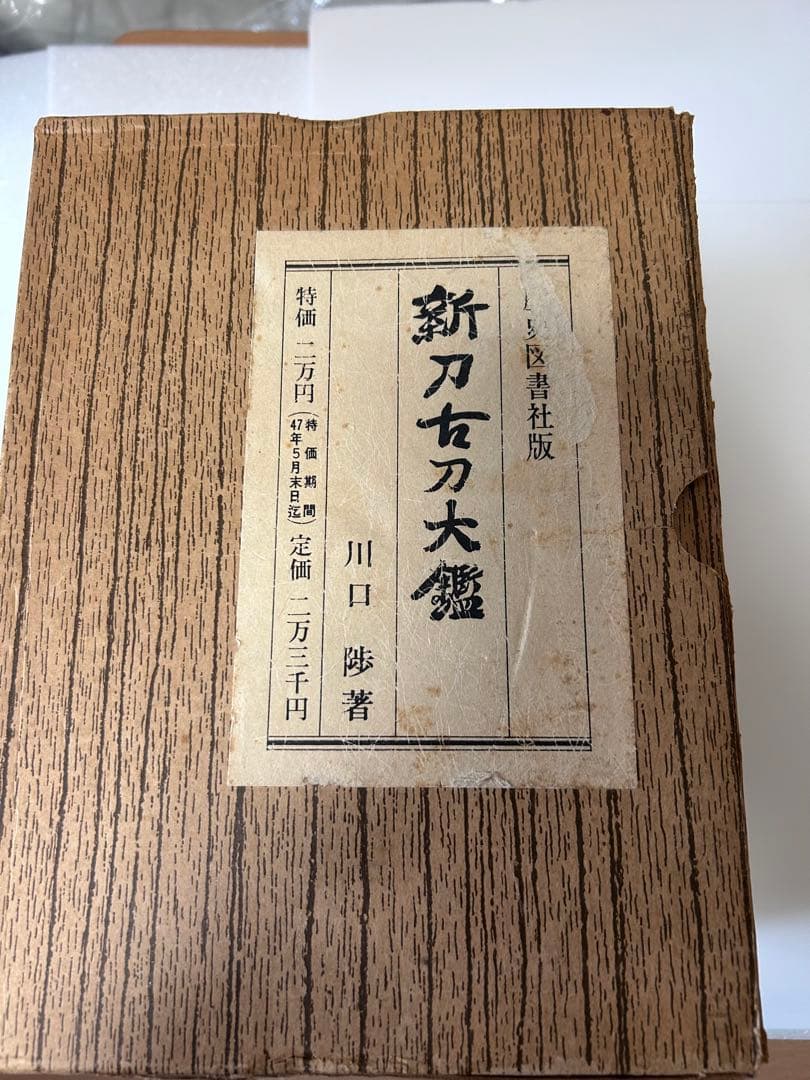 史図書社版
新刀古刀大鑑
川口 陟著
特価 二万円(特価期間 47年5月末日迄)定価 二万三千円